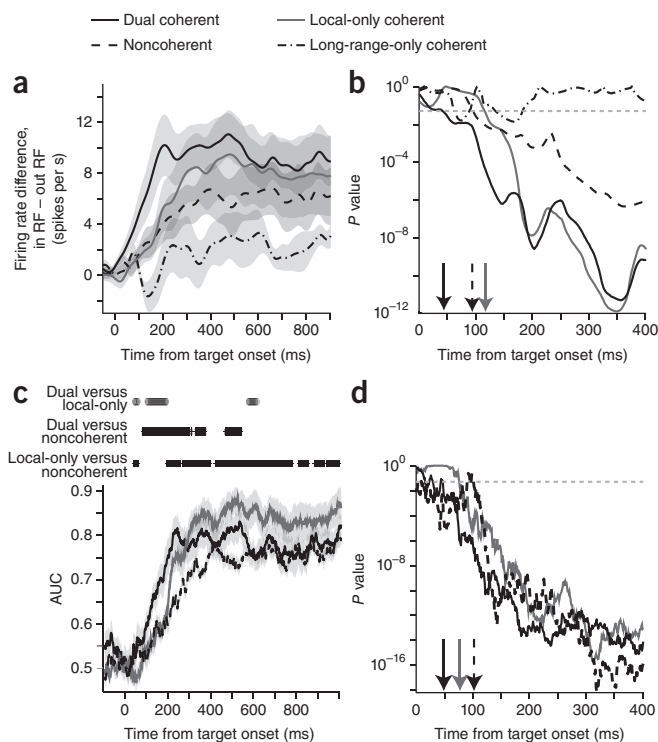 Dual coherent
Local-only coherent
Noncoherent
Long-range-only coherent
a
Firing rate difference,
in RF – out RF
(spikes per s)
12
8
4
0
0 200 400 600 800
Time from target onset (ms)
b
P value
10^0
10^−4
10^−6
10^−8
10^−10
10^−12
0 100 200 300 400
Time from target onset (ms)
c
Dual versus
local-only
Dual versus
noncoherent
Local-only versus
noncoherent
AUC
0.9
0.8
0.7
0.6
0.5
0 200 400 600 800
Time from target onset (ms)
d
P value
10^0
10^−8
10^−16
0 100 200 300 400
Time from target onset (ms)